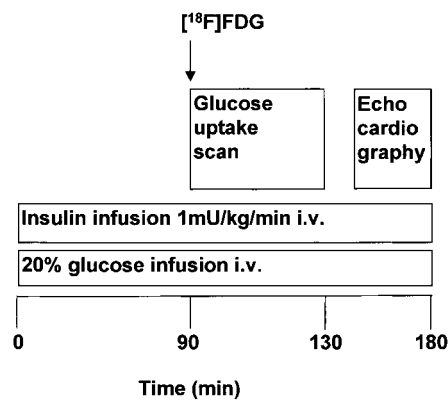 [¹⁸F]FDG
Glucose
uptake
scan
Echo
cardio
graphy
Insulin infusion 1mU/kg/min i.v.
20% glucose infusion i.v.
0 90 130 180
Time (min)